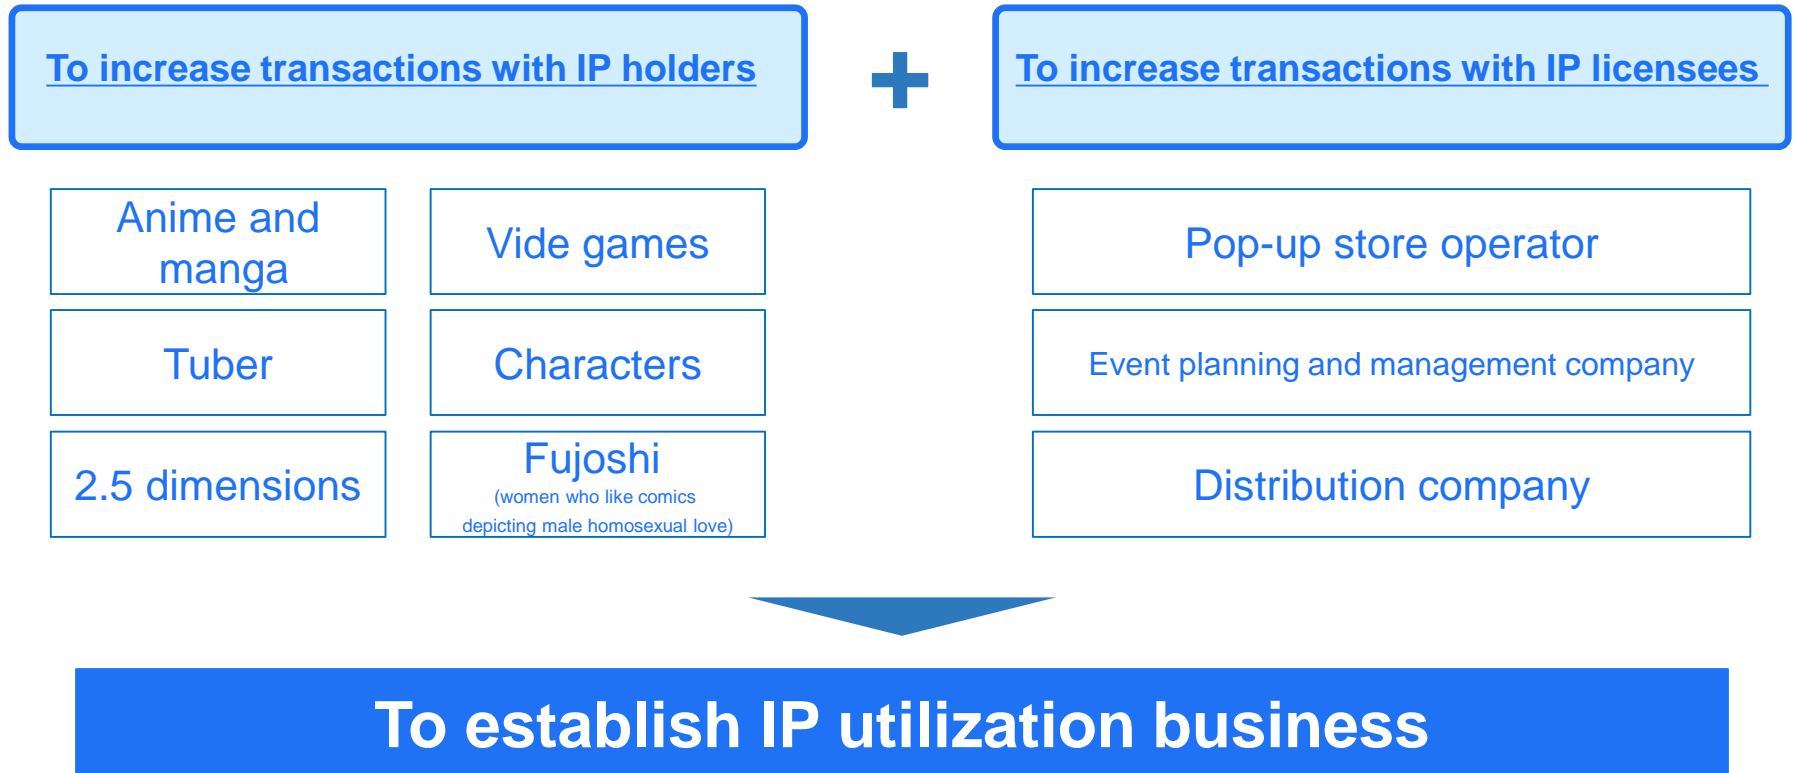 To increase transactions with IP holders
To increase transactions with IP licensees
Anime and
manga
Vide games
Tuber
Characters
2.5 dimensions
Fujoshi
(women who like comics
depicting male homosexual love)
Pop-up store operator
Event planning and management company
Distribution company
To establish IP utilization business